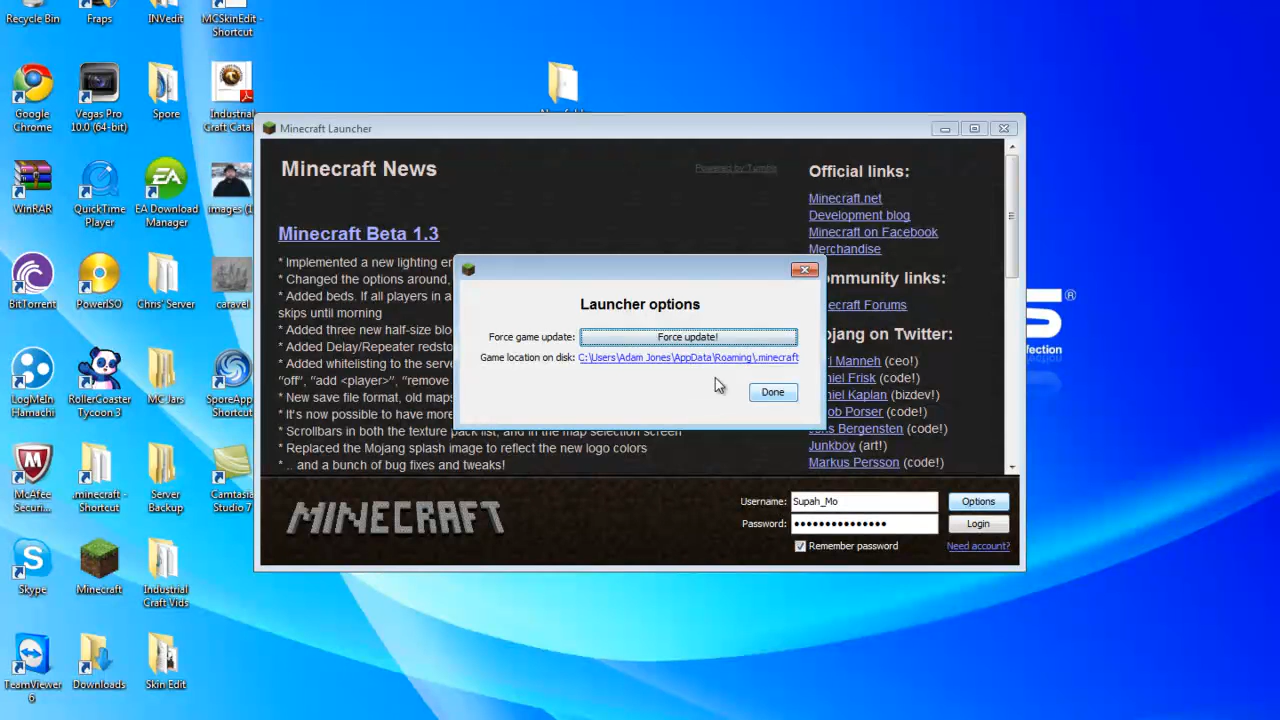 Recycle Bin
Fraps
INVedit
MCSkinEdit - Shortcut
Google Chrome
Vegas Pro 10.0 (64-bit)
Spore
Industrial Craft Catal
WinRAR
QuickTime Player
EA Download Manager
images (1
BitTorrent
PowerISO
Chris' Server
caravel
LogMeIn Hamachi
RollerCoaster Tycoon 3
MC Jars
SporeApp Shortcut
McAfee Securi...
.minecraft - Shortcut
Server Backup
Camtasia Studio 7
Skype
Minecraft
Industrial Craft Vids
TeamViewer 6
Downloads
Skin Edit
Minecraft Launcher
Minecraft News
Powered by Tumblr
Minecraft Beta 1.3
* Implemented a new lighting en
* Changed the options around,
* Added beds. If all players in a
skips until morning
* Added three new half-size blo
* Added Delay/Repeater redsto
* Added whitelisting to the serve
"off", "add <player>", "remove
* New save file format, old maps
* It's now possible to have more
* Scrollbars in both the texture pack list, and in the map selection screen
* Replaced the Mojang splash image to reflect the new logo colors
* .. and a bunch of bug fixes and tweaks!
Official links:
Minecraft.net
Development blog
Minecraft on Facebook
Merchandise
ommunity links:
ecraft Forums
ojang on Twitter:
rl Manneh (ceo!)
niel Frisk (code!)
niel Kaplan (bizdev!)
kob Porser (code!)
ens Bergensten (code!)
Junkboy (art!)
Markus Persson (code!)
Launcher options
Force game update: Force update!
Game location on disk: C:\Users\Adam Jones\AppData\Roaming\.minecraft
Done
MINECRAFT
Username: Supah_Mo Options
Password: ••••••••••••••• Login
Remember password Need account?
®
fection